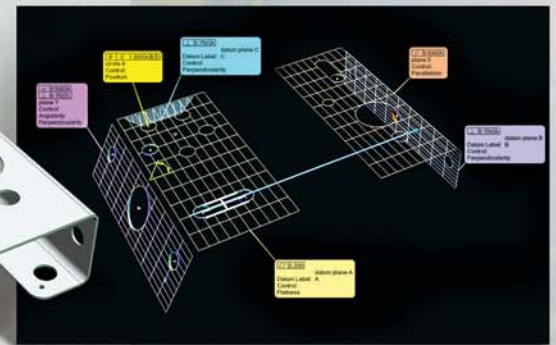 circle 8
Control
Position
datum plane C
Datum Label: C
Control
Perpendicularity
plane 5
Control
Parallelism
plane 7
Control
Angularity
Perpendicularity
datum plane B
Datum Label: B
Control
Perpendicularity
datum plane A
Datum Label: A
Control
Flatness